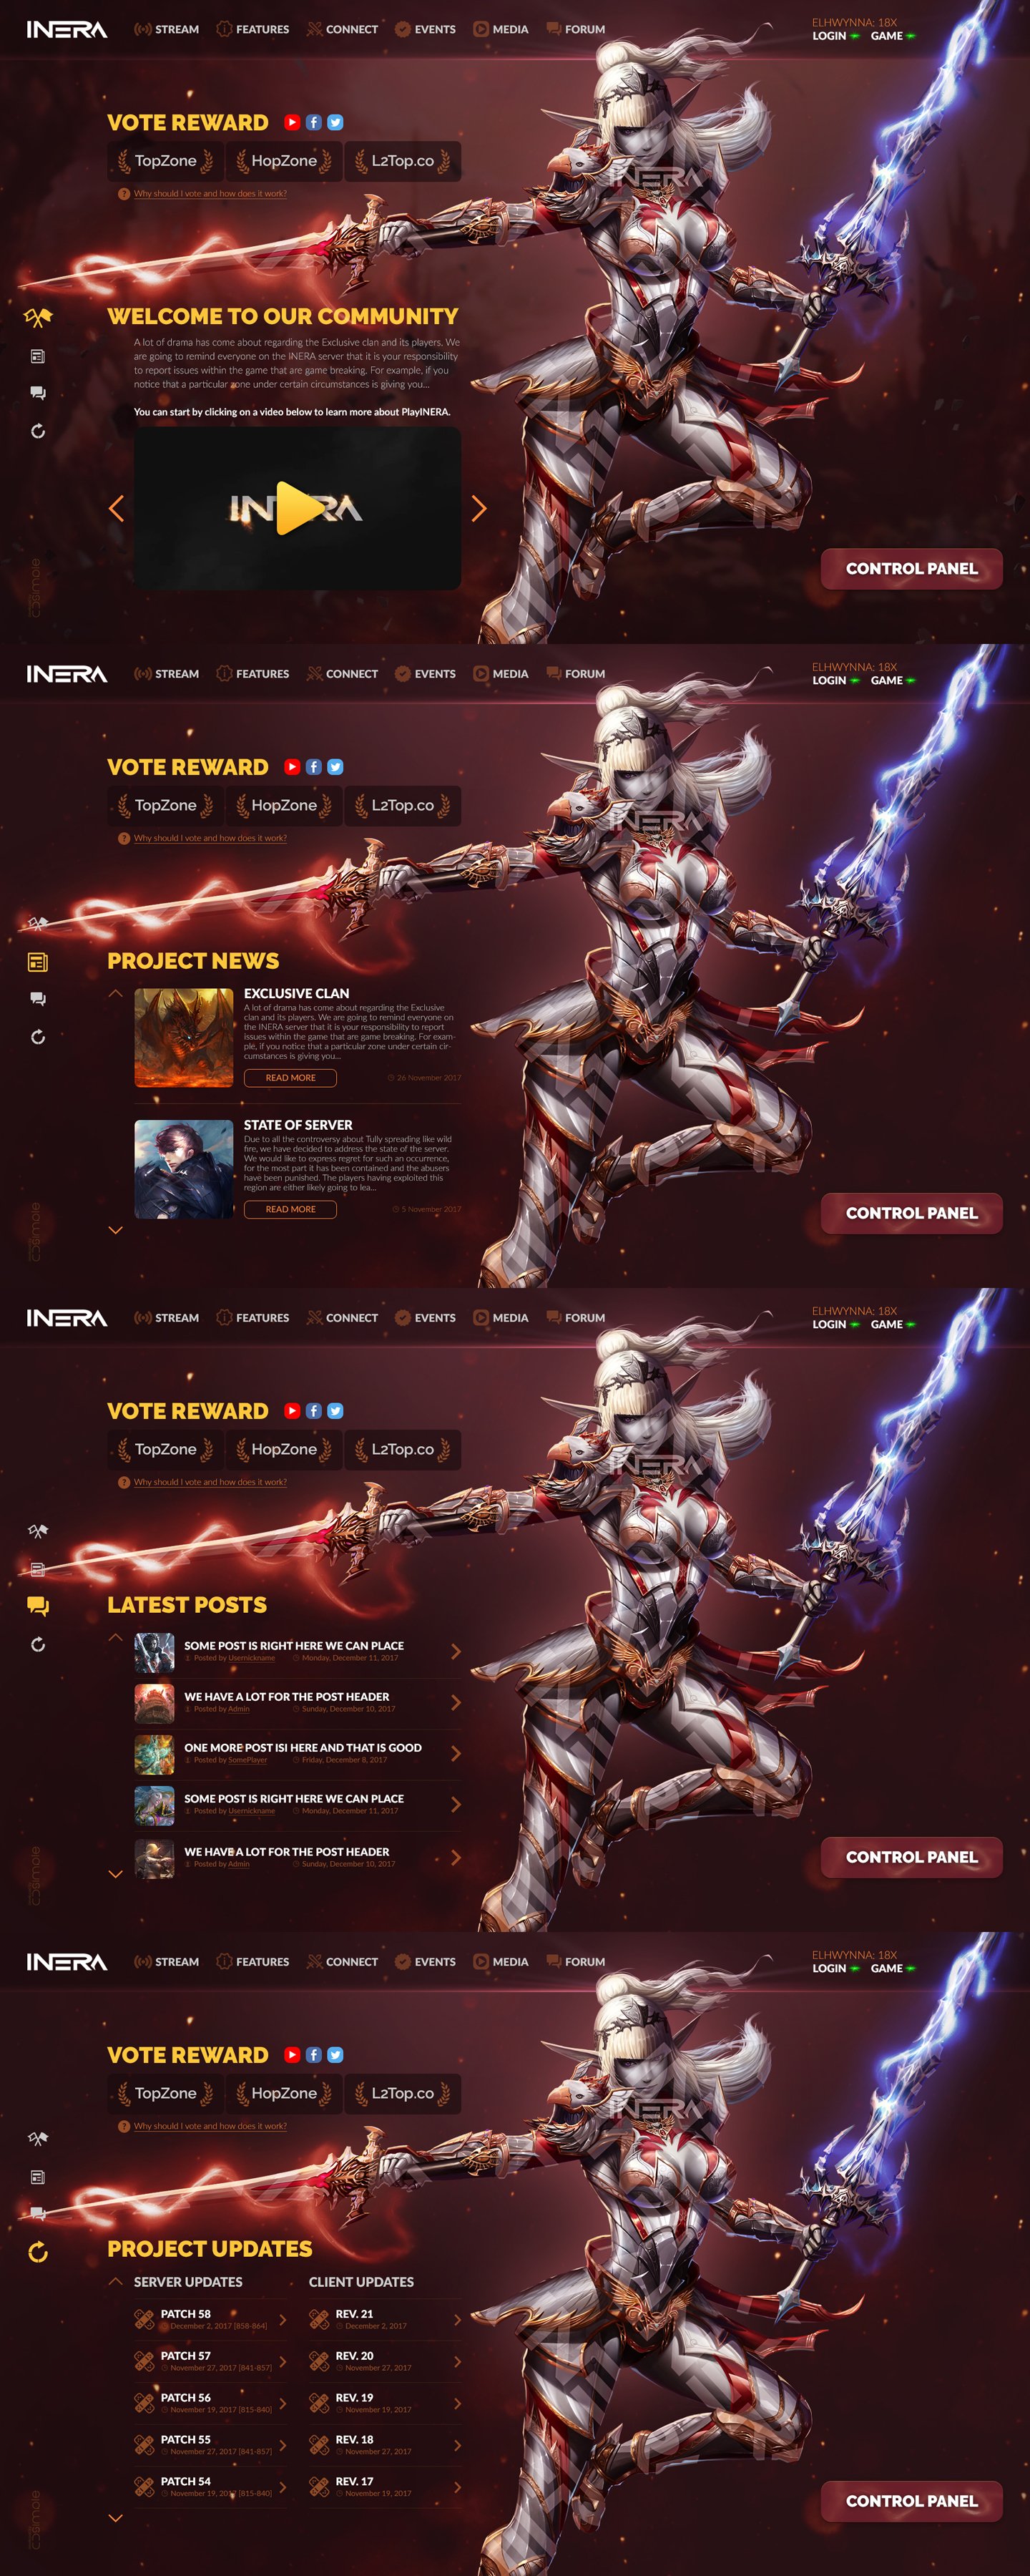 INERA STREAM FEATURES CONNECT EVENTS MEDIA FORUM ELHWYNNA: 18X
LOGIN GAME
VOTE REWARD
TopZone HopZone L2Top.co
Why should I vote and how does it work?
INERA
WELCOME TO OUR COMMUNITY
A lot of drama has come about regarding the Exclusive clan and its players. We
are going to remind everyone on the INERA server that it is your responsibility
to report issues within the game that are game breaking. For example, if you
notice that a particular zone under certain circumstances is giving you...
You can start by clicking on a video below to learn more about PlayINERA.
INERA
CONTROL PANEL
INERA STREAM FEATURES CONNECT EVENTS MEDIA FORUM ELHWYNNA: 18X
LOGIN GAME
VOTE REWARD
TopZone HopZone L2Top.co
Why should I vote and how does it work?
INERA
PROJECT NEWS
EXCLUSIVE CLAN
A lot of drama has come about regarding the Exclusive
clan and its players. We are going to remind everyone on
the INERA server that it is your responsibility to report
issues within the game that are game breaking. For exam-
ple, if you notice that a particular zone under certain cir-
cumstances is giving you...
READ MORE 26 November 2017
STATE OF SERVER
Due to all the controversy about Tully spreading like wild
fire, we have decided to address the state of the server.
We would like to express regret for such an occurrence,
for the most part it has been contained and the abusers
have been punished. The players having exploited this
region are either likely going to lea...
READ MORE 5 November 2017
CONTROL PANEL
INERA STREAM FEATURES CONNECT EVENTS MEDIA FORUM ELHWYNNA: 18X
LOGIN GAME
VOTE REWARD
TopZone HopZone L2Top.co
Why should I vote and how does it work?
INERA
LATEST POSTS
SOME POST IS RIGHT HERE WE CAN PLACE
Posted by Usernickname Monday, December 11, 2017
WE HAVE A LOT FOR THE POST HEADER
Posted by Admin Sunday, December 10, 2017
ONE MORE POST ISI HERE AND THAT IS GOOD
Posted by SomePlayer Friday, December 8, 2017
SOME POST IS RIGHT HERE WE CAN PLACE
Posted by Usernickname Monday, December 11, 2017
WE HAVE A LOT FOR THE POST HEADER
Posted by Admin Sunday, December 10, 2017
CONTROL PANEL
INERA STREAM FEATURES CONNECT EVENTS MEDIA FORUM ELHWYNNA: 18X
LOGIN GAME
VOTE REWARD
TopZone HopZone L2Top.co
Why should I vote and how does it work?
INERA
PROJECT UPDATES
SERVER UPDATES CLIENT UPDATES
PATCH 58 REV. 21
December 2, 2017 [858-864] December 2, 2017
PATCH 57 REV. 20
November 27, 2017 [841-857] November 27, 2017
PATCH 56 REV. 19
November 19, 2017 [815-840] November 19, 2017
PATCH 55 REV. 18
November 27, 2017 [841-857] November 27, 2017
PATCH 54 REV. 17
November 19, 2017 [815-840] November 19, 2017
CONTROL PANEL